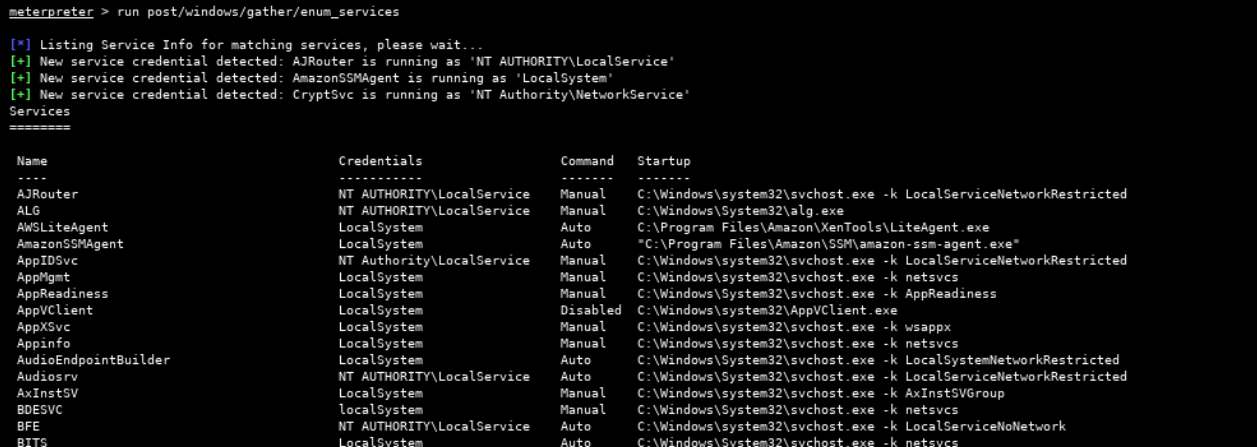 meterpreter > run post/windows/gather/enum_services
[*] Listing Service Info for matching services, please wait...
[+] New service credential detected: AJRouter is running as 'NT AUTHORITY\LocalService'
[+] New service credential detected: AmazonSSMAgent is running as 'LocalSystem'
[+] New service credential detected: CryptSvc is running as 'NT Authority\NetworkService'
Services
========
Name Credentials Command Startup
---- ----------- ------- -------
AJRouter NT AUTHORITY\LocalService Manual C:\Windows\system32\svchost.exe -k LocalServiceNetworkRestricted
ALG NT AUTHORITY\LocalService Manual C:\Windows\System32\alg.exe
AWSLiteAgent LocalSystem Auto C:\Program Files\Amazon\XenTools\LiteAgent.exe
AmazonSSMAgent LocalSystem Auto "C:\Program Files\Amazon\SSM\amazon-ssm-agent.exe"
AppIDSvc NT Authority\LocalService Manual C:\Windows\system32\svchost.exe -k LocalServiceNetworkRestricted
AppMgmt LocalSystem Manual C:\Windows\system32\svchost.exe -k netsvcs
AppReadiness LocalSystem Manual C:\Windows\System32\svchost.exe -k AppReadiness
AppVClient LocalSystem Disabled C:\Windows\system32\AppVClient.exe
AppXSvc LocalSystem Manual C:\Windows\system32\svchost.exe -k wsappx
Appinfo LocalSystem Manual C:\Windows\system32\svchost.exe -k netsvcs
AudioEndpointBuilder LocalSystem Auto C:\Windows\System32\svchost.exe -k LocalSystemNetworkRestricted
Audiosrv NT AUTHORITY\LocalService Auto C:\Windows\System32\svchost.exe -k LocalServiceNetworkRestricted
AxInstSV LocalSystem Manual C:\Windows\system32\svchost.exe -k AxInstSVGroup
BDESVC localSystem Manual C:\Windows\System32\svchost.exe -k netsvcs
BFE NT AUTHORITY\LocalService Auto C:\Windows\system32\svchost.exe -k LocalServiceNoNetwork
BITS LocalSystem Auto C:\Windows\System32\svchost.exe -k netsvcs